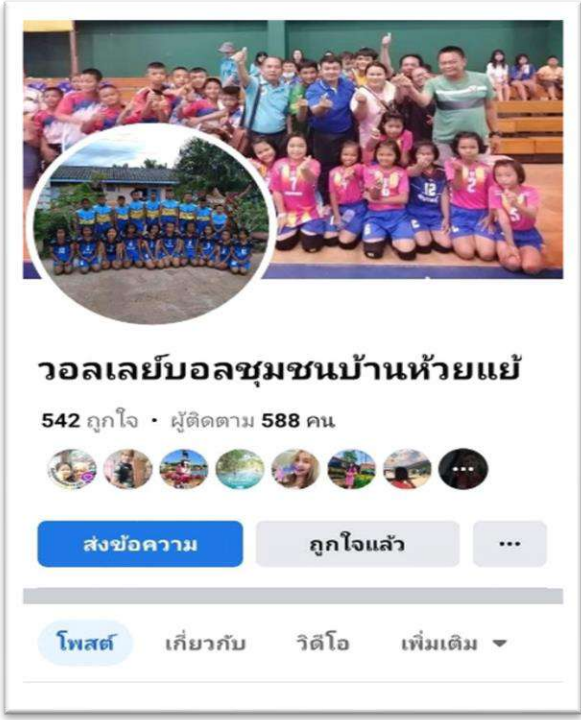 วอลเลย์บอลชุมชนบ้านห้วยแย้
542 ถูกใจ • ผู้ติดตาม 588 คน
ส่งข้อความ
ถูกใจแล้ว
โพสต์ เกี่ยวกับ วิดีโอ เพิ่มเติม